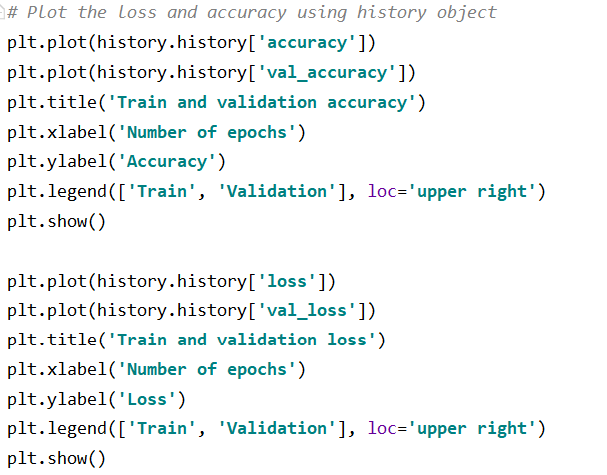 # Plot the loss and accuracy using history object
plt.plot(history.history['accuracy'])
plt.plot(history.history['val_accuracy'])
plt.title('Train and validation accuracy')
plt.xlabel('Number of epochs')
plt.ylabel('Accuracy')
plt.legend(['Train', 'Validation'], loc='upper right')
plt.show()

plt.plot(history.history['loss'])
plt.plot(history.history['val_loss'])
plt.title('Train and validation loss')
plt.xlabel('Number of epochs')
plt.ylabel('Loss')
plt.legend(['Train', 'Validation'], loc='upper right')
plt.show()